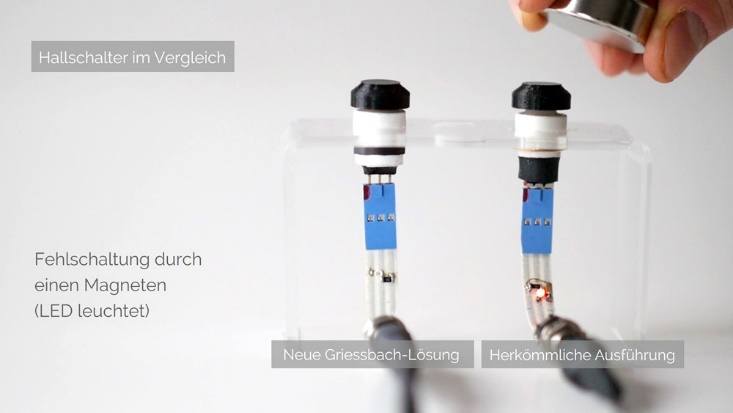 Hallschalter im Vergleich
Fehlschaltung durch
einen Magneten
(LED leuchtet)
Neue Griessbach-Lösung
Herkömmliche Ausführung